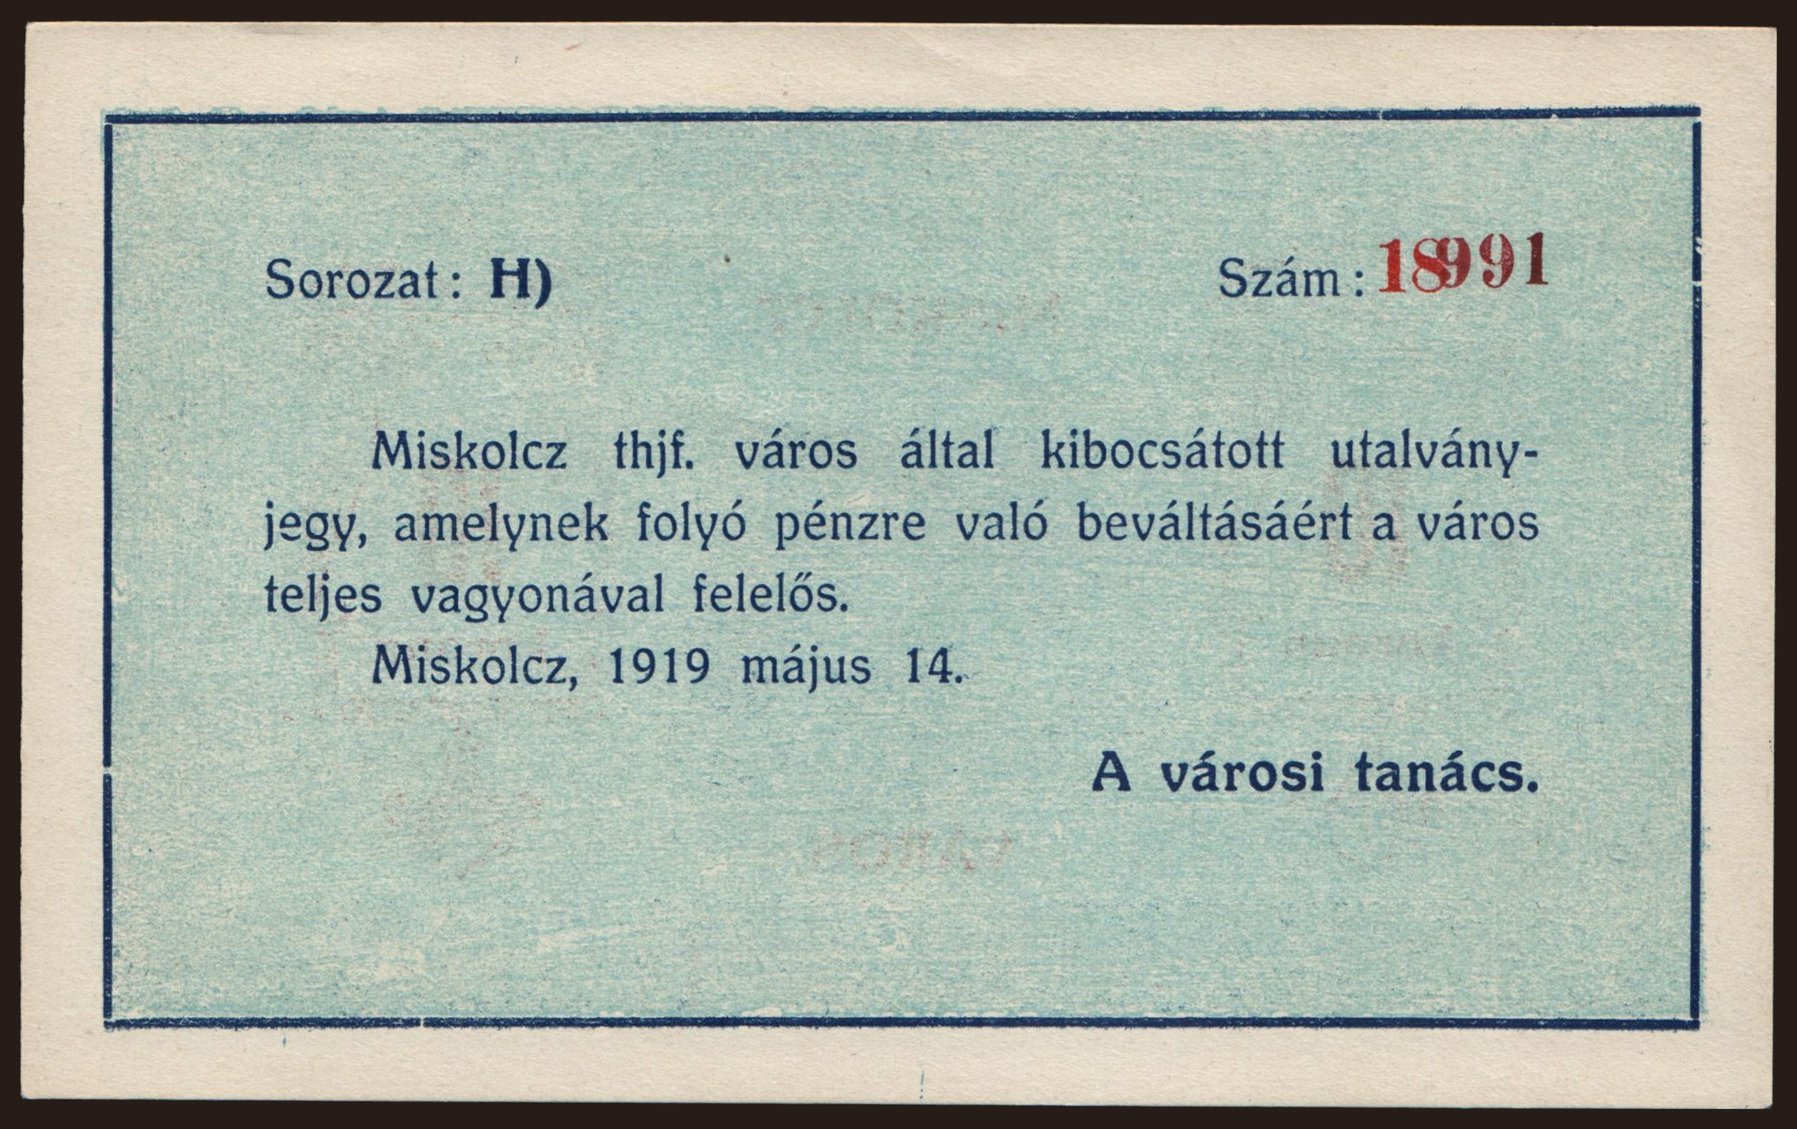 Sorozat: H) Szám: 18991
Miskolcz thjf. város által kibocsátott utalvány-
jegy, amelynek folyó pénzre való beváltásáért a város
teljes vagyonával felelős.
Miskolcz, 1919 május 14.
A városi tanács.